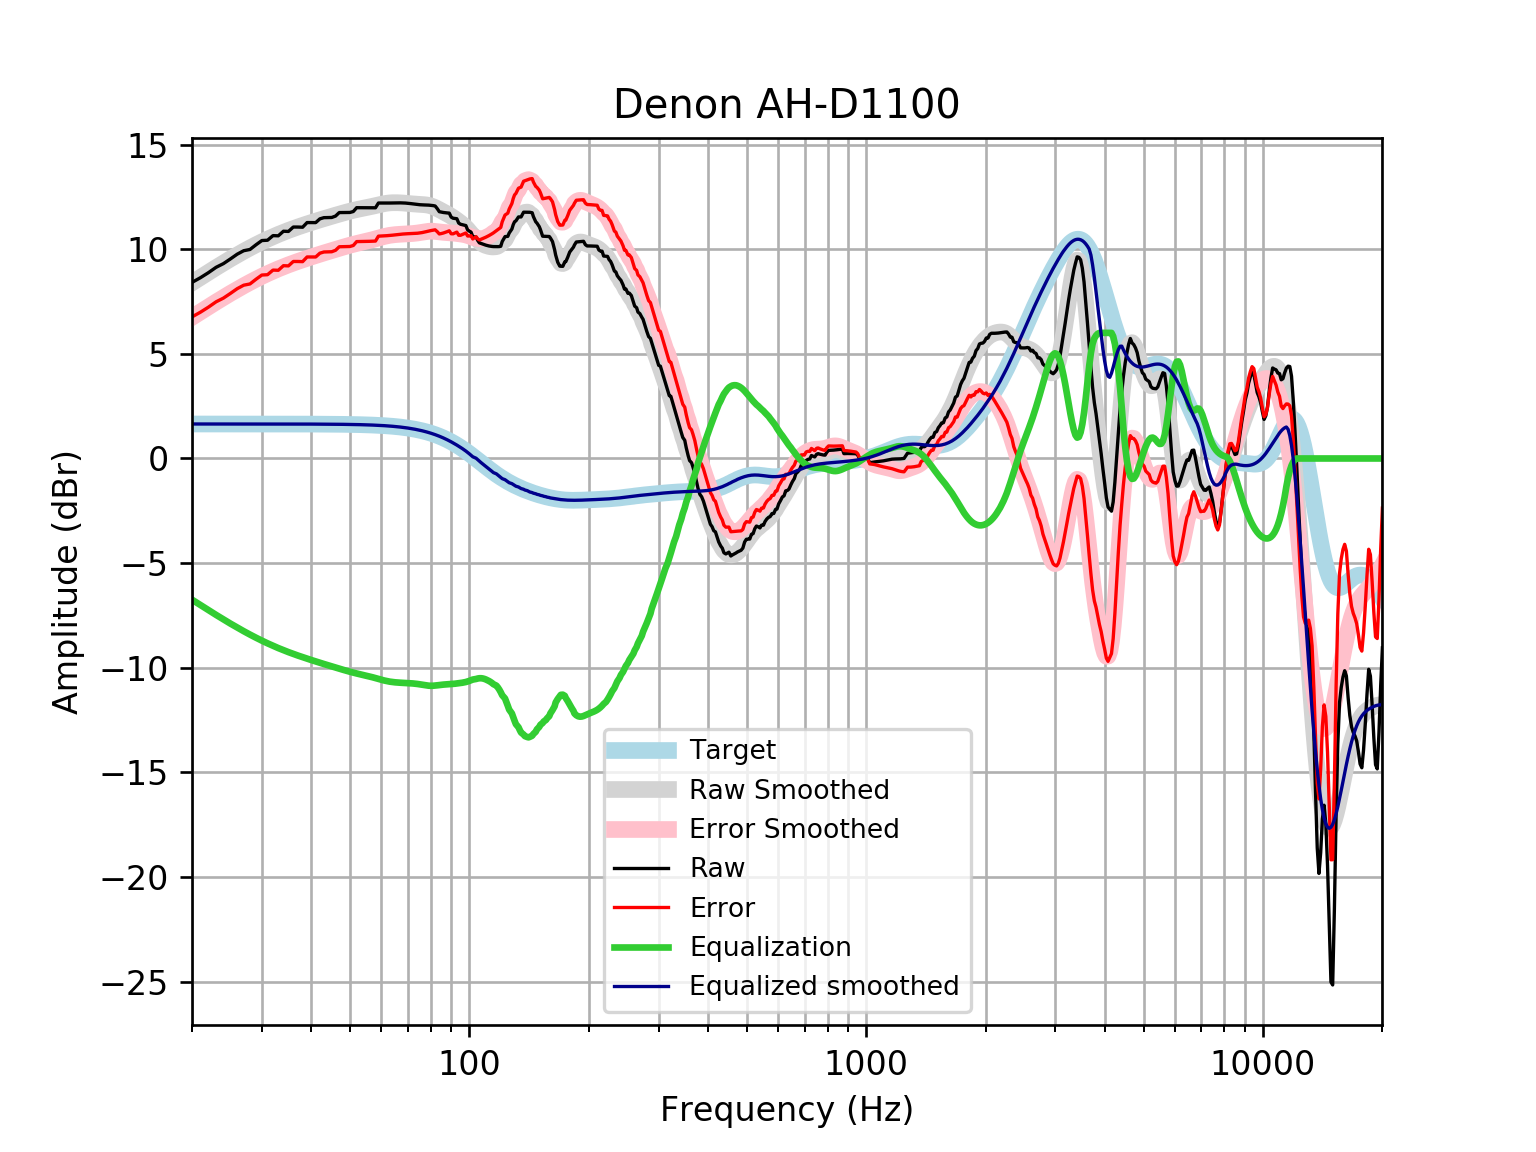 Denon AH-D1100
15
10
5
0
−5
−10
−15
−20
−25
Amplitude (dBr)
Target
Raw Smoothed
Error Smoothed
Raw
Error
Equalization
Equalized smoothed
100
1000
10000
Frequency (Hz)